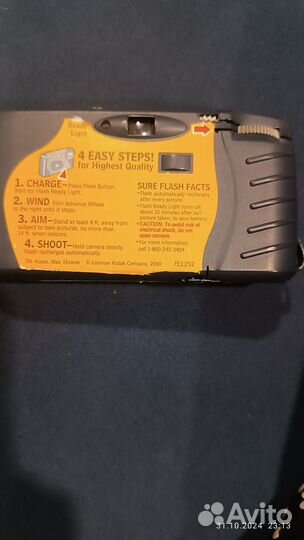 Ready
Light
4 EASY STEPS!
for Highest Quality
1. CHARGE—Press Flash Button.
Wait for Flash Ready Light.
2. WIND Film Advance Wheel
to the right until it stops.
3. AIM—Stand at least 4 ft. away from
subject to take pictures, no more than
14 ft. when indoors.
4. SHOOT—Hold camera steady.
Flash recharges automatically.
SURE FLASH FACTS
• Flash automatically recharges
after every picture.
• Flash Ready Light turns off
about 15 minutes after last
picture taken, to save battery.
• CAUTION: To avoid risk of
electrical shock, do not
open camera.
• For more information
call 1-800-242-2424
TM: Kodak, Max, Ektanar
© Eastman Kodak Company, 2000
7E1252
31.10.2024 23:13
Avito